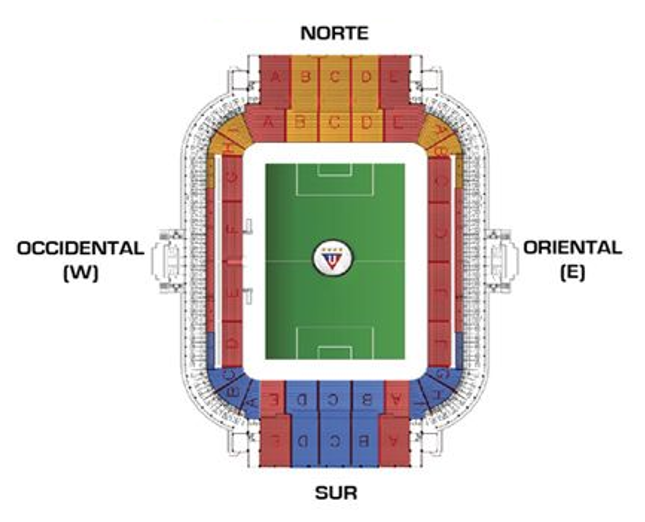 NORTE
A B C D E
A B C D E
I A
H B
G C
F D
OCCIDENTAL
(W)
ORIENTAL
(E)
U
E
D F
C G
B H
A
E D C B A
E D C B A
SUR